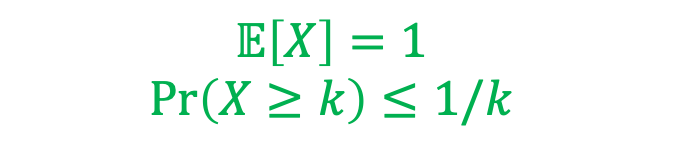 𝔼[𝑋] = 1
Pr(𝑋 ≥ 𝑘) ≤ 1/𝑘